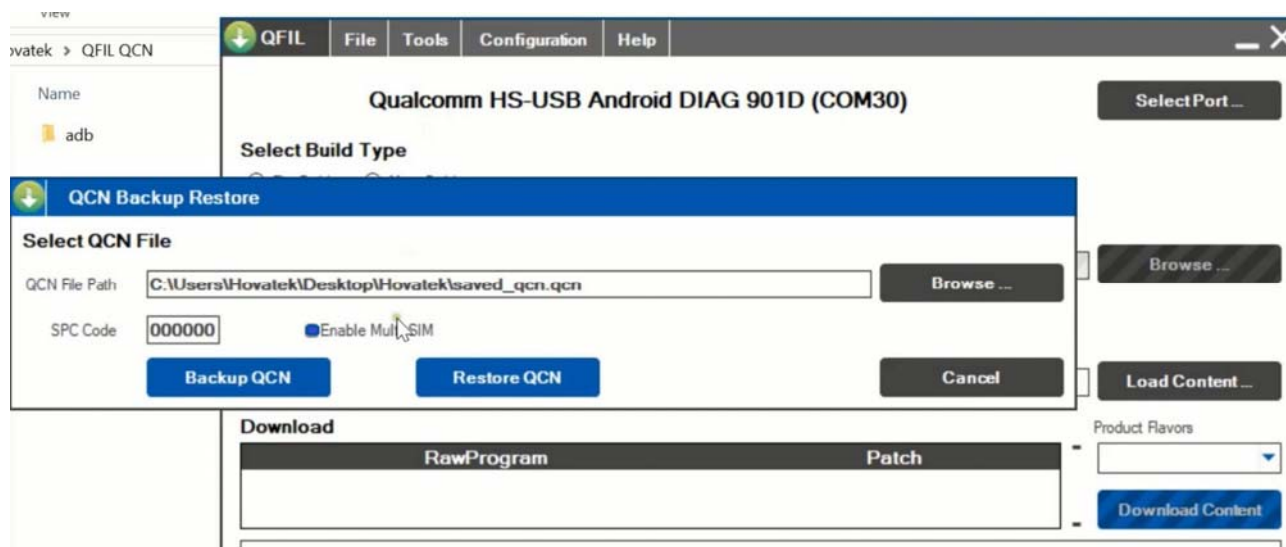 View
ovatek > QFIL QCN
Name
adb
QFIL File Tools Configuration Help
Qualcomm HS-USB Android DIAG 901D (COM30)
Select Port ...
Select Build Type
QCN Backup Restore
Select QCN File
QCN File Path C:\Users\Hovatek\Desktop\Hovatek\saved_qcn.qcn Browse ...
SPC Code 000000 Enable Multi SIM
Backup QCN Restore QCN Cancel
Browse ...
Load Content ...
Download
Product Flavors
RawProgram Patch
Download Content